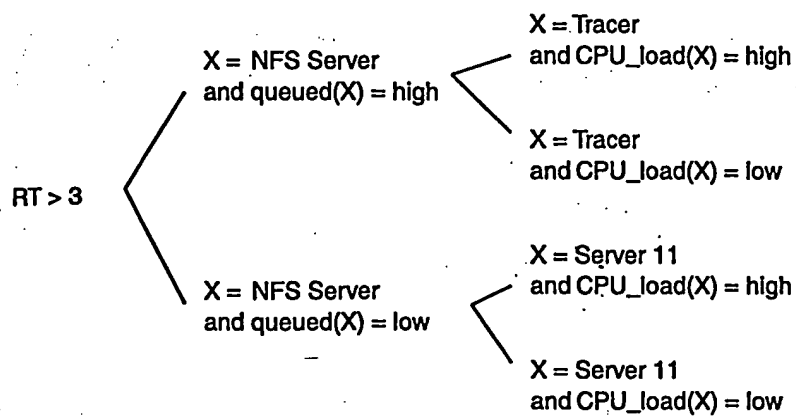 X = Tracer
and CPU_load(X) = high
X = NFS Server
and queued(X) = high
X = Tracer
and CPU_load(X) = low
RT > 3
X = Server 11
and CPU_load(X) = high
X = NFS Server
and queued(X) = low
X = Server 11
and CPU_load(X) = low